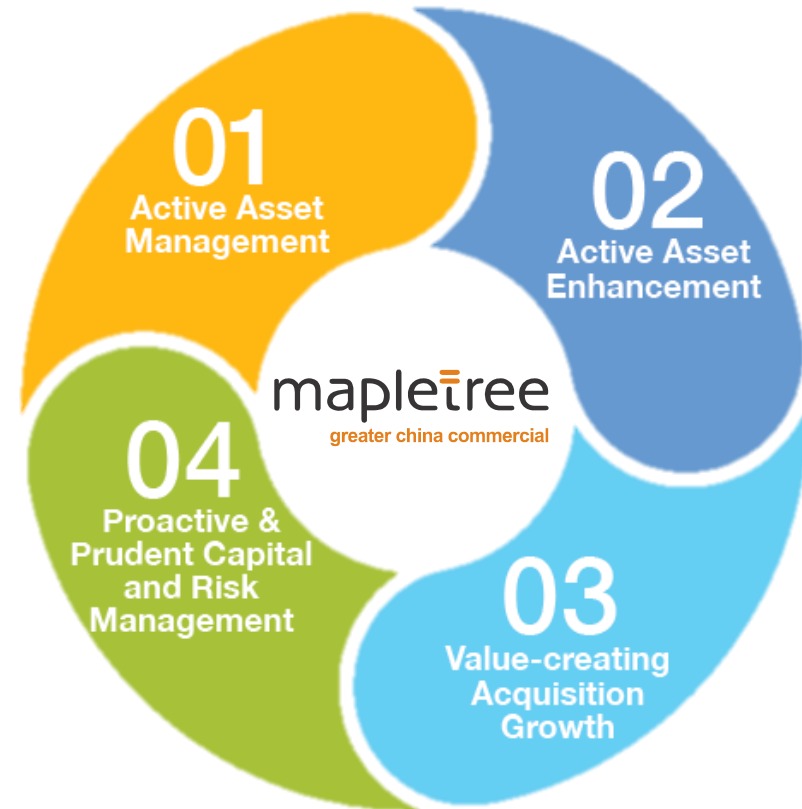 01
Active Asset
Management
02
Active Asset
Enhancement
mapletree
greater china commercial
04
Proactive &
Prudent Capital
and Risk
Management
03
Value-creating
Acquisition
Growth